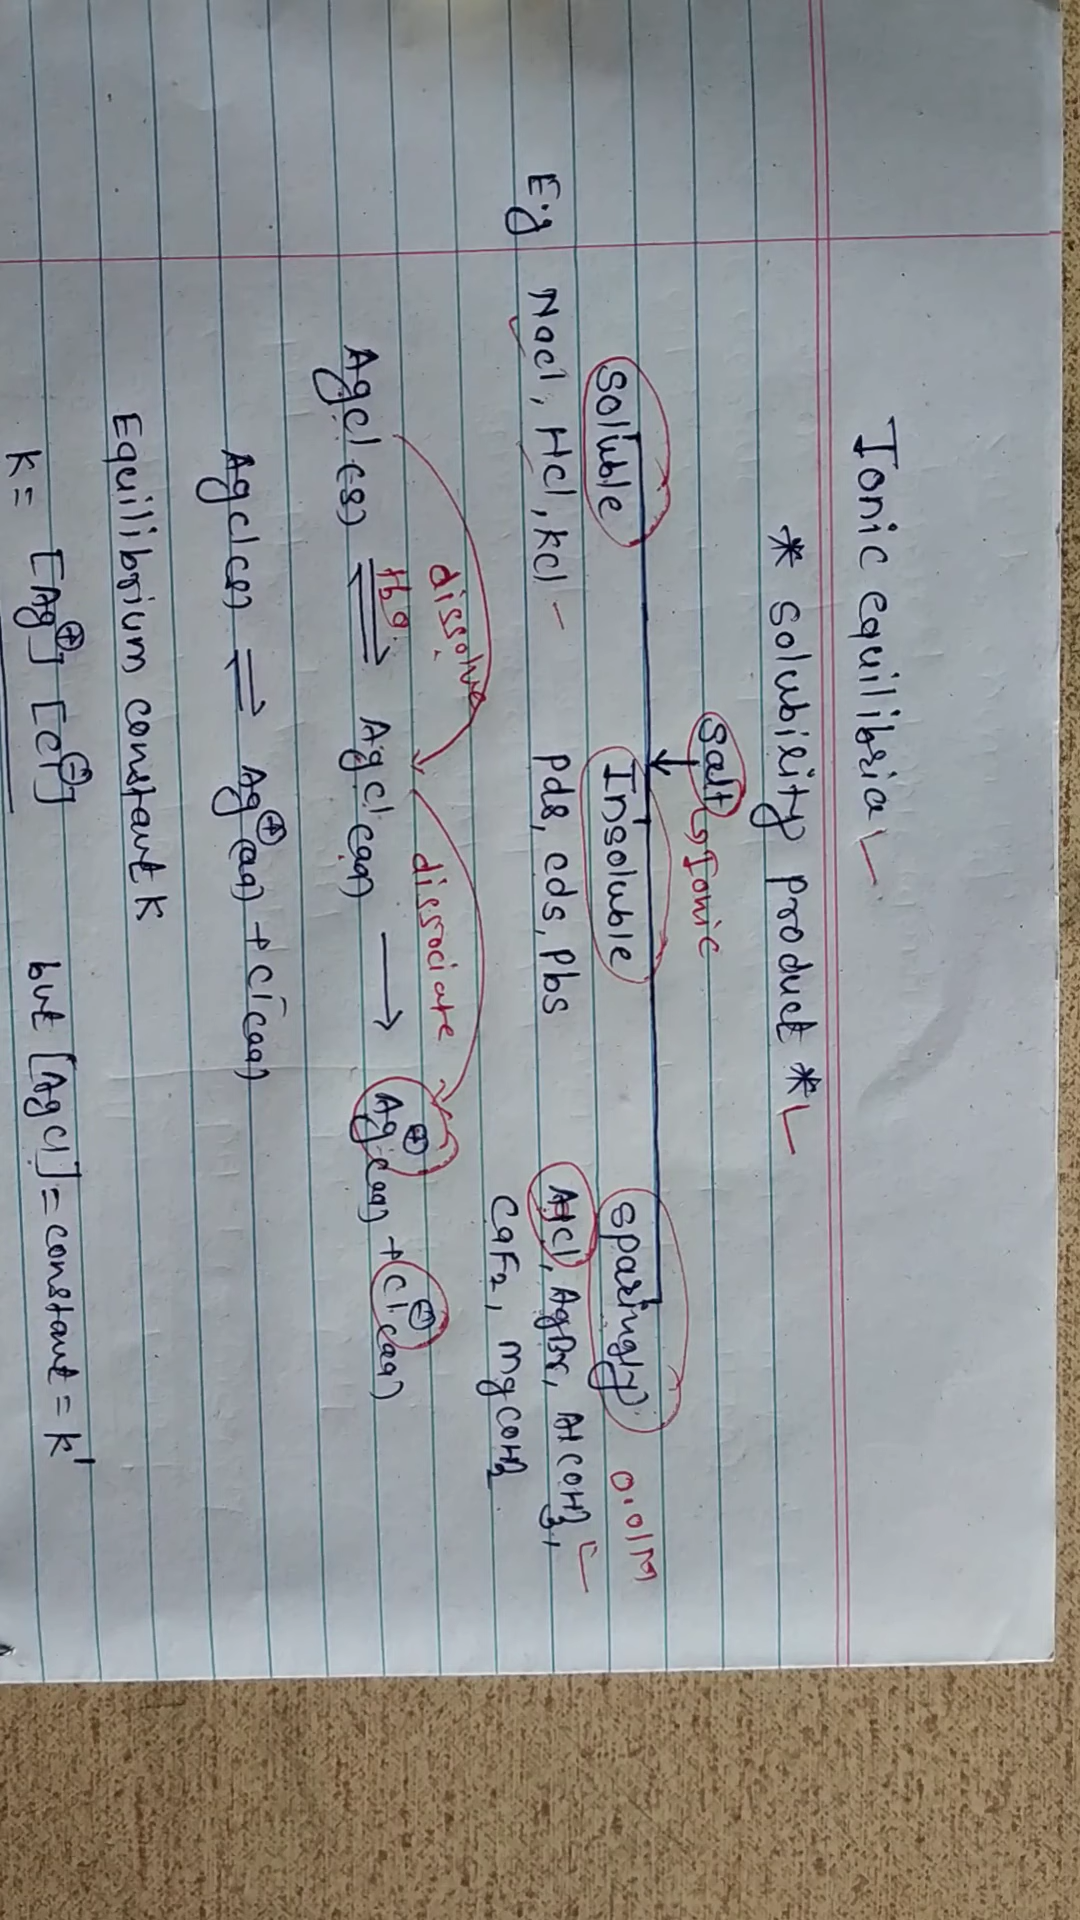 Ionic equilibria
* solubility product *
Salt → Ionic
Soluble Insoluble Sparingly 0.01M
Eg Nacl, Hcl, kcl - Pds, cds, Pbs AgCl, AgBr, Al(OH)3,
CaF2, Mg(OH)2
dissolve dissociate
Agcl(s) ⇌ H2O Agcl(aq) → Ag⊕(aq) + cl⊖(aq)
Agcl(s) ⇌ Ag⊕(aq) + cl-(aq)
Equilibrium constant K
K = [Ag⊕] [cl⊖] but [AgCl] = constant = K'